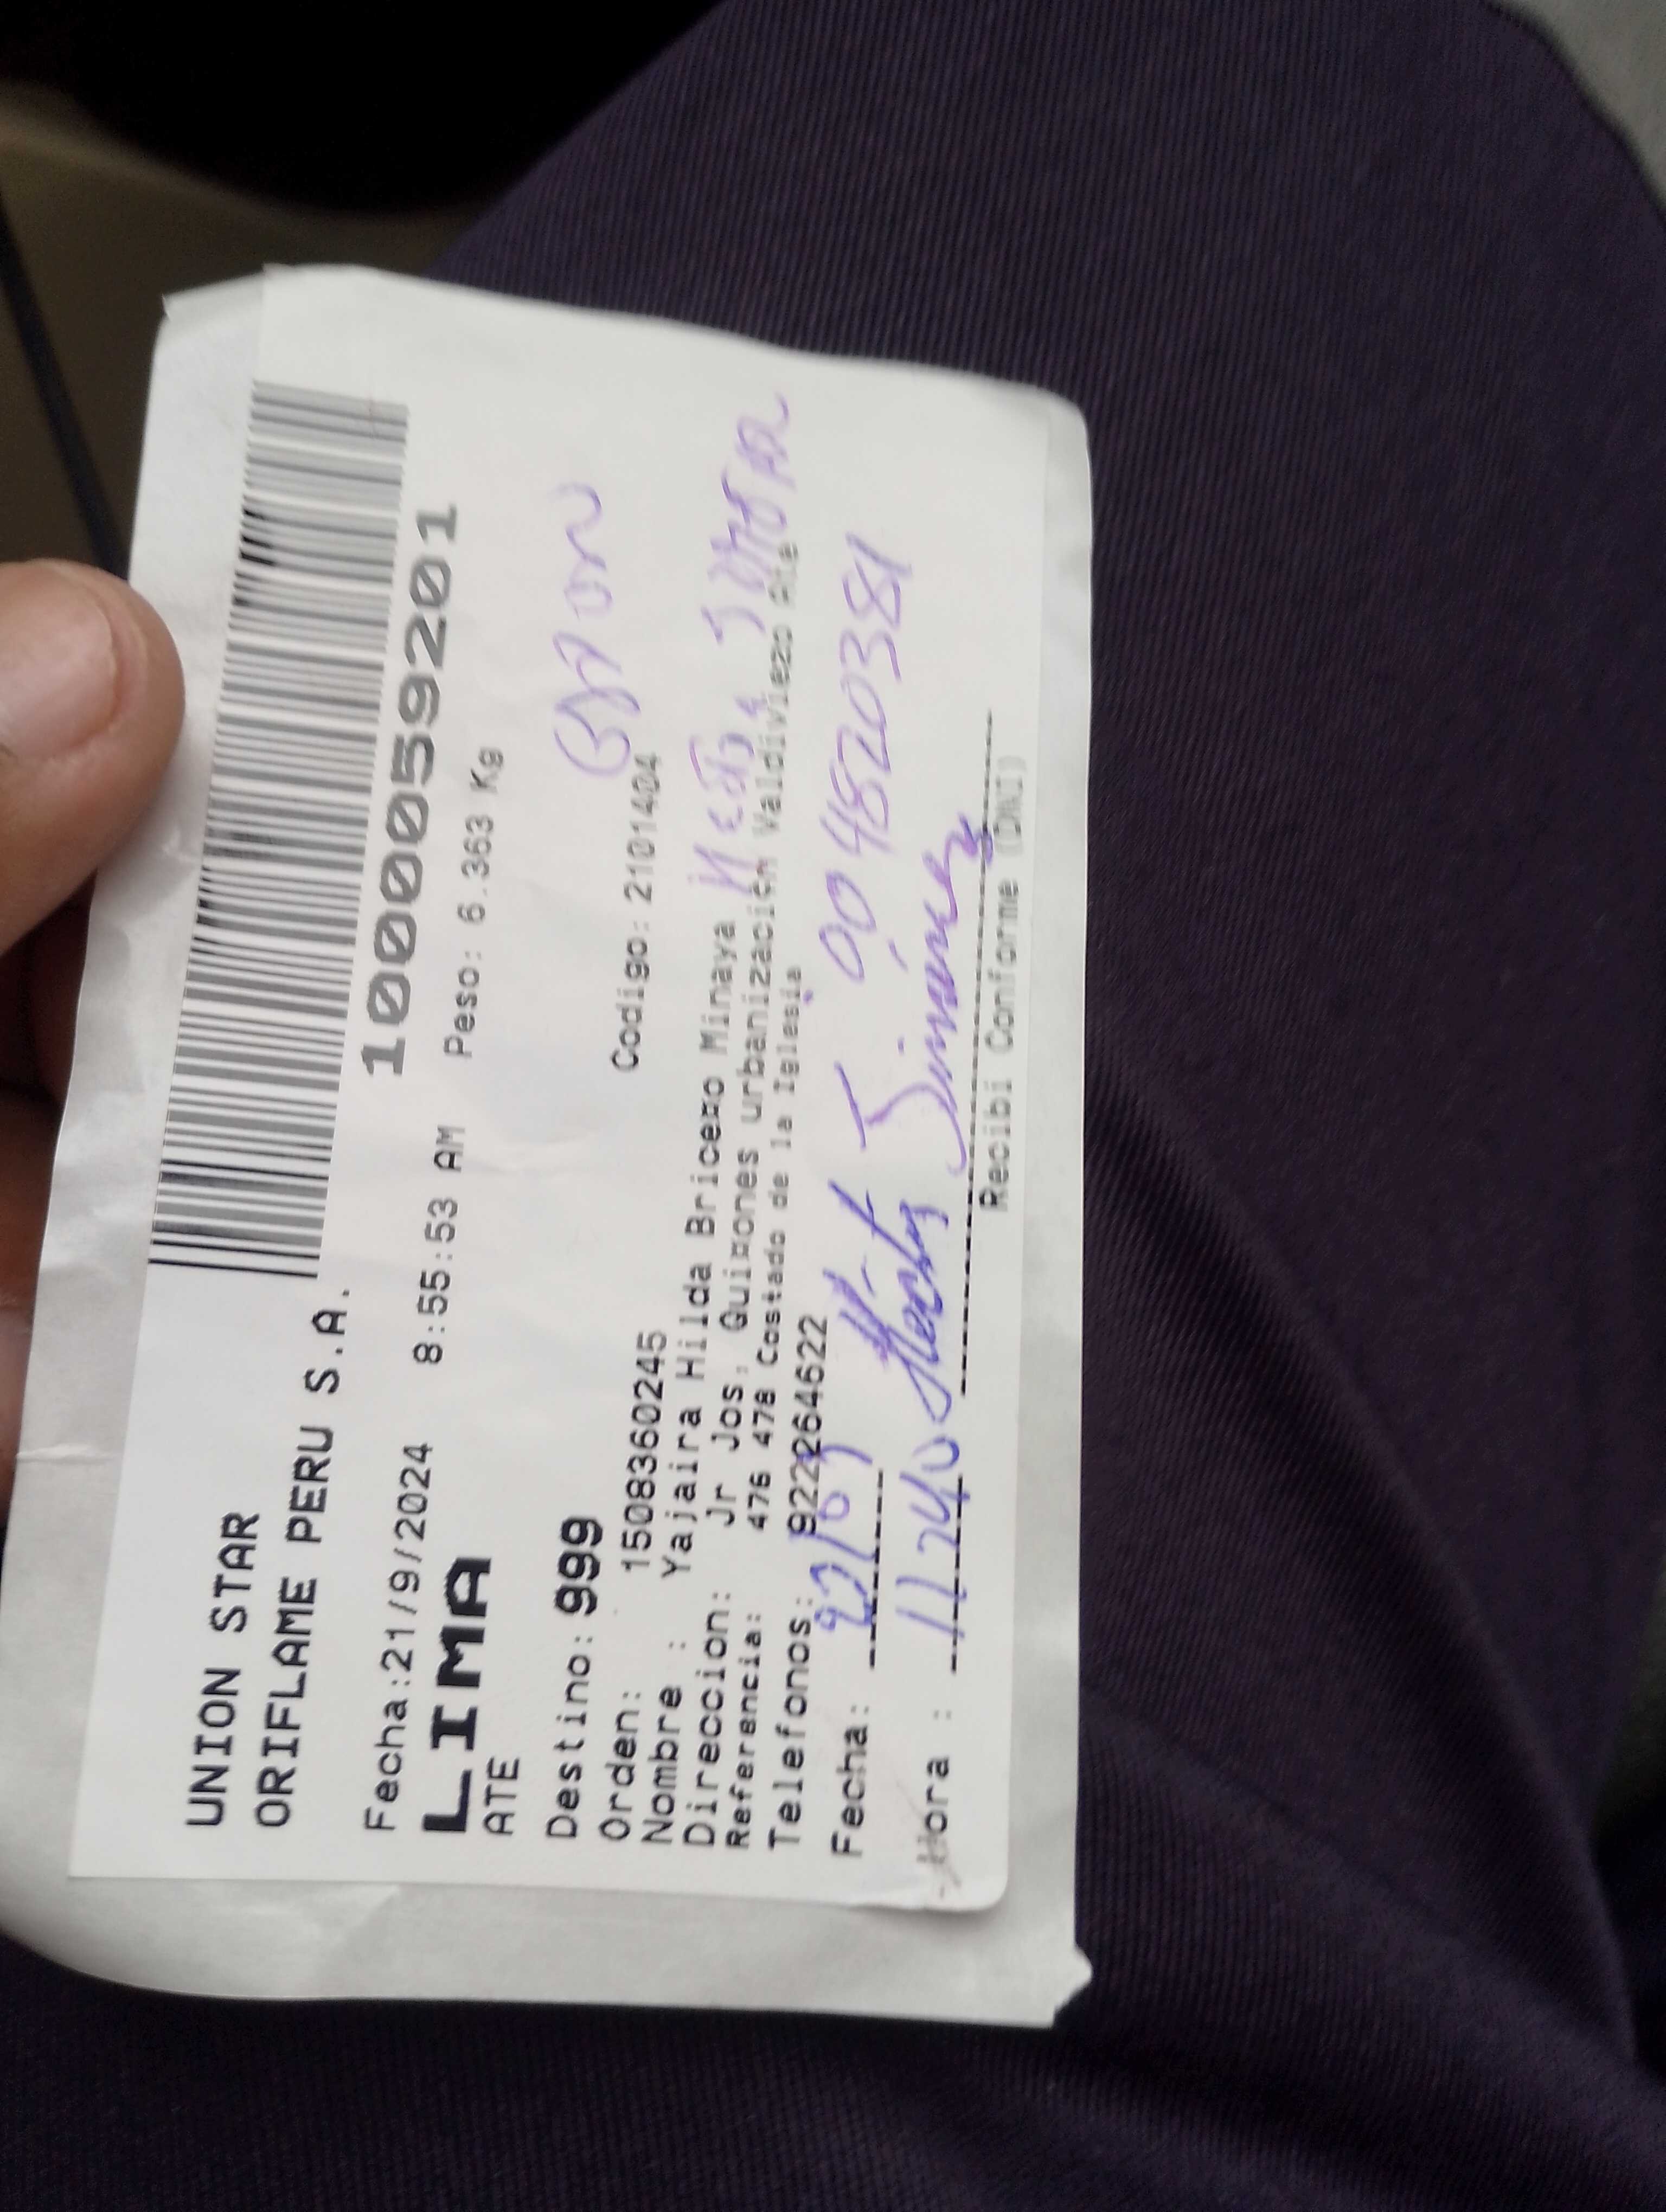 UNION STAR
ORIFLAME PERU S.A.
1000059201
Fecha:21/9/2024 8:55:53 AM Peso: 6.363 Kg
LIMA
ATE
Destino: 999
Orden: 1508360245 Codigo: 2101404
Nombre : Yajaira Hilda Briceño Minaya
Direccion: Jr Jos. Quiñones urbanización Valdiviezo Ate
Referencia: 476 478 Costado de la Iglesia
Telefonos: 922264622
Fecha:
Hora : 11:40
Recibi Conforme (DNI)